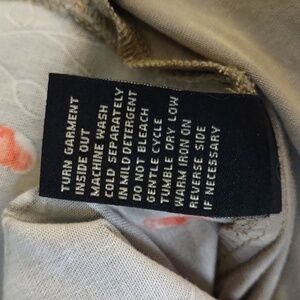 TURN GARMENT
INSIDE OUT
MACHINE WASH
COLD SEPARATELY
IN MILD DETERGENT
DO NOT BLEACH
GENTLE CYCLE
TUMBLE DRY LOW
WARM IRON ON
REVERSE SIDE
IF NECESSARY